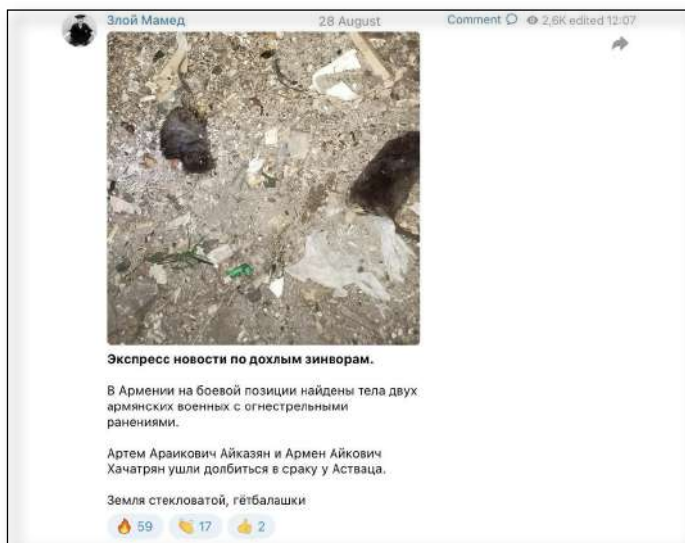 Злой Мамед 28 August Comment 2,6K edited 12:07
Экспресс новости по дохлым зинворам.
В Армении на боевой позиции найдены тела двух
армянских военных с огнестрельными
ранениями.
Артем Араикович Айказян и Армен Айкович
Хачатрян ушли долбиться в сраку у Астваца.
Земля стекловатой, гётбалашки
59 17 2